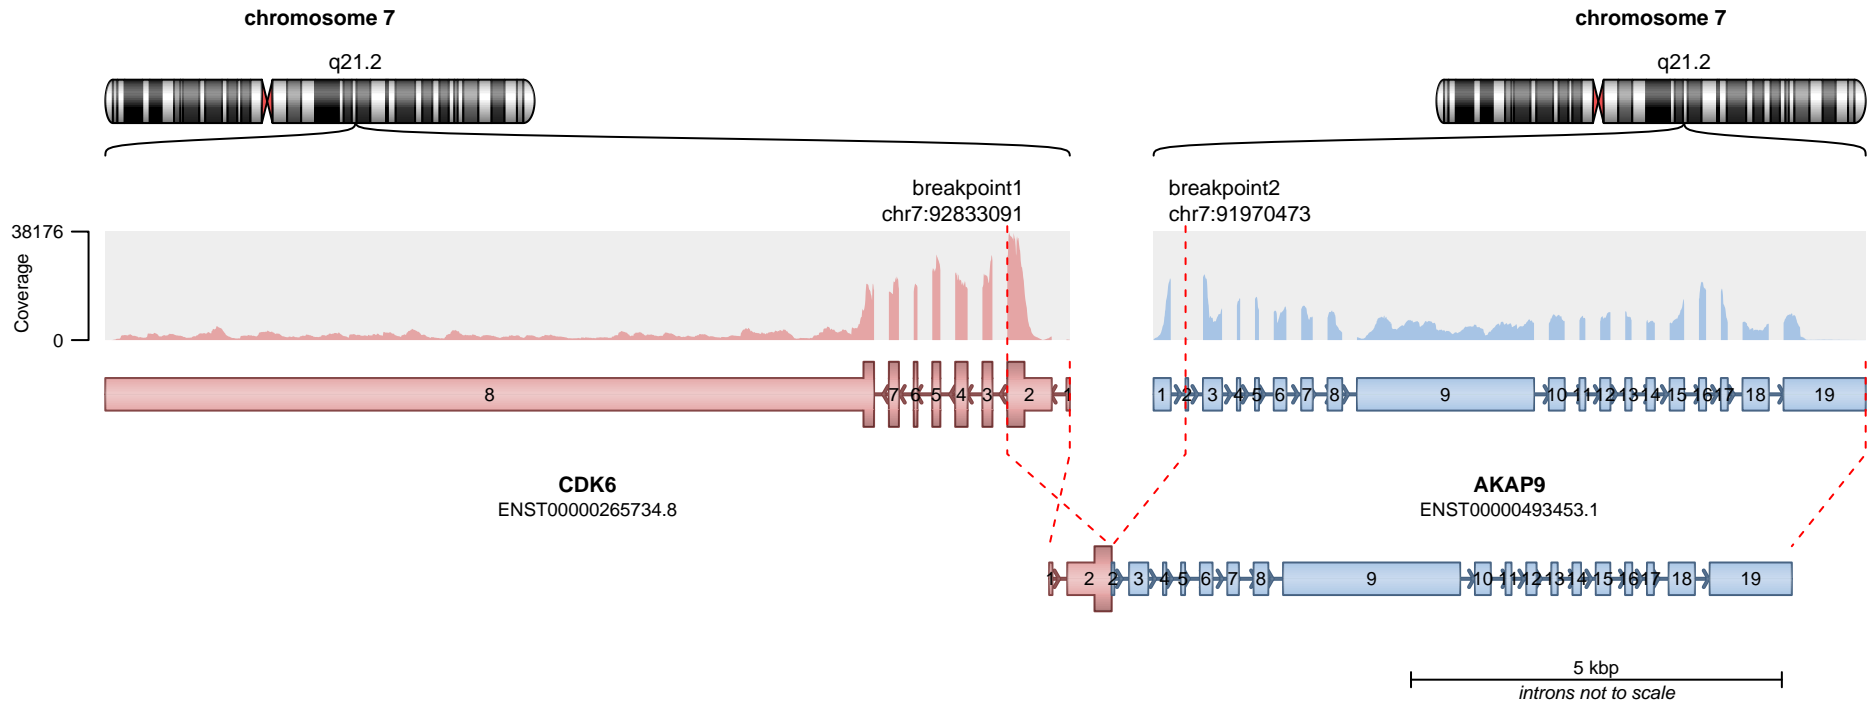 chromosome 7
chromosome 7
q21.2
q21.2
breakpoint1
chr7:92833091
breakpoint2
chr7:91970473
38176
Coverage
0
8 7 6 5 4 3 2 1
1 2 3 4 5 6 7 8 9 10 11 12 13 14 15 16 17 18 19
CDK6
ENST00000265734.8
AKAP9
ENST00000493453.1
1 2 2 3 4 5 6 7 8 9 10 11 12 13 14 15 16 17 18 19
5 kbp
introns not to scale